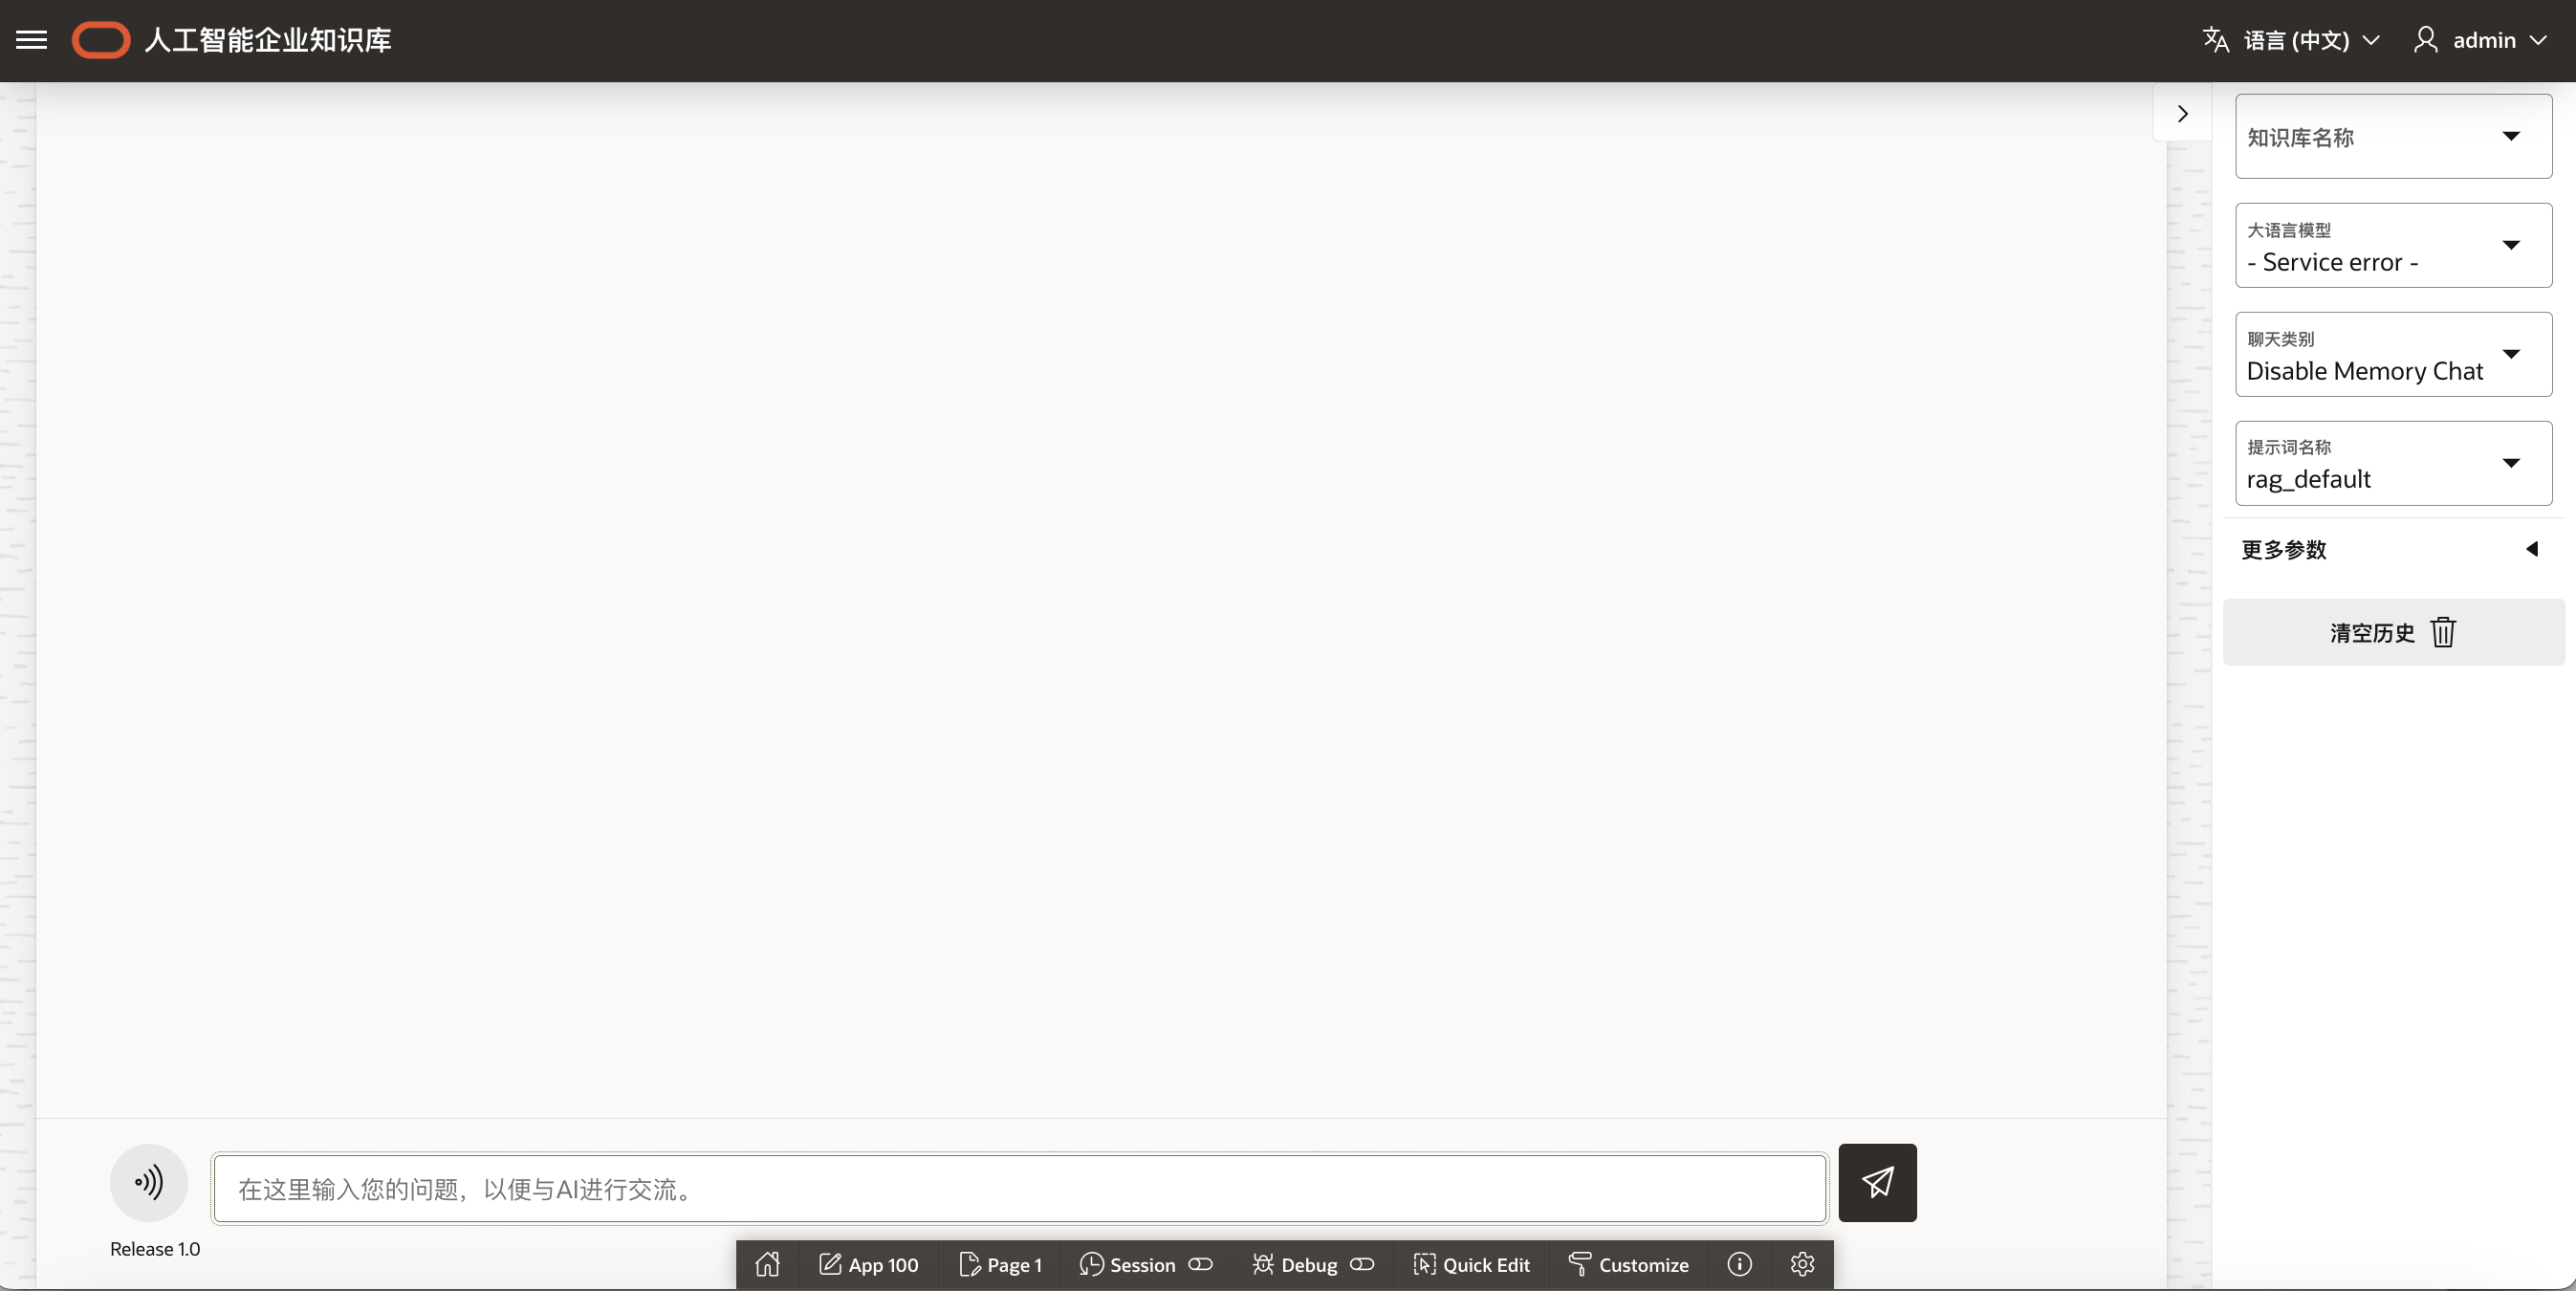 人工智能企业知识库
语言 (中文)
admin
知识库名称
大语言模型
- Service error -
聊天类别
Disable Memory Chat
提示词名称
rag_default
更多参数
清空历史
在这里输入您的问题，以便与AI进行交流。
Release 1.0
App 100
Page 1
Session
Debug
Quick Edit
Customize